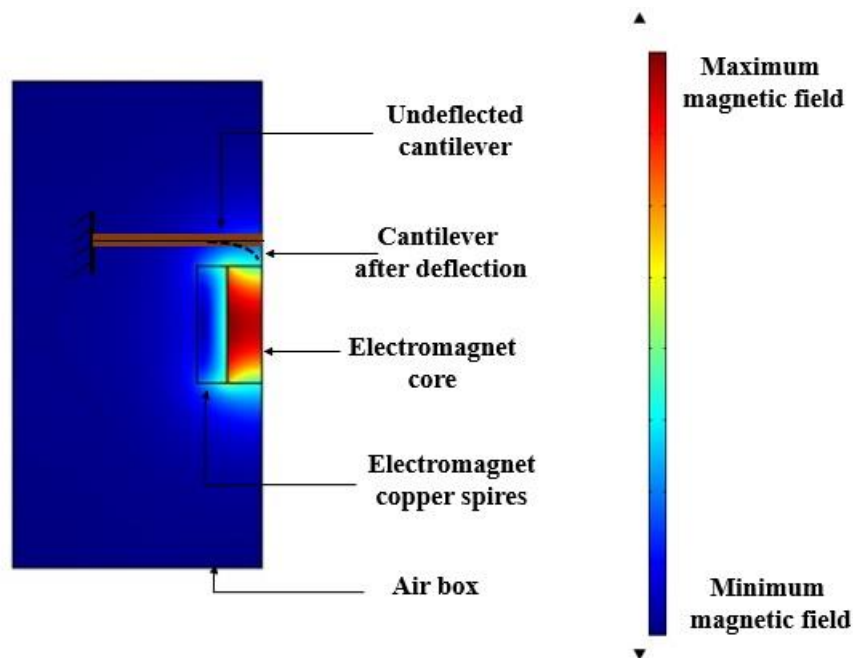 Maximum
magnetic field
Undeflected
cantilever
Cantilever
after deflection
Electromagnet
core
Electromagnet
copper spires
Air box
Minimum
magnetic field